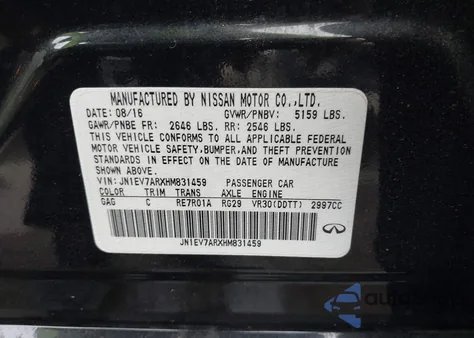 MANUFACTURED BY NISSAN MOTOR CO.,LTD.
DATE: 08/16 GVWR/PNBV: 5159 LBS.
GAWR/PNBE FR: 2646 LBS. RR: 2546 LBS.
THIS VEHICLE CONFORMS TO ALL APPLICABLE FEDERAL
MOTOR VEHICLE SAFETY,BUMPER,AND THEFT PREVENTION
STANDARDS IN EFFECT ON THE DATE OF MANUFACTURE
SHOWN ABOVE.
VIN: JN1EV7ARXHM831459 PASSENGER CAR
COLOR TRIM TRANS AXLE ENGINE
GAG C RE7R01A RG29 VR30(DDTT) 2997CC
JN1EV7ARXHM831459